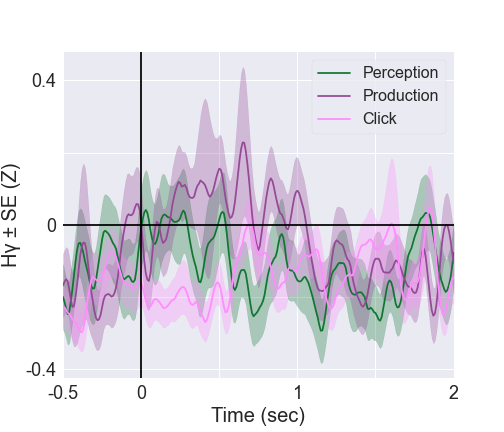 Hγ ± SE (Z)
0.4
0
-0.4
Perception
Production
Click
-0.5 0 1 2
Time (sec)